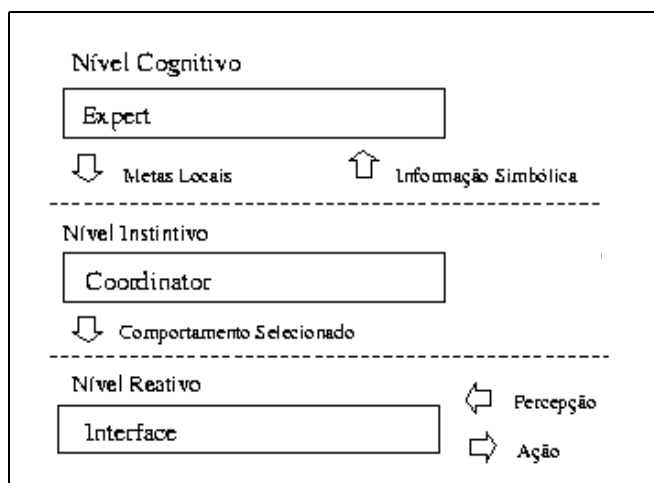 Nível Cognitivo
Expert
Metas Locais
Informação Simbólica
Nível Instintivo
Coordinator
Comportamento Selecionado
Nível Reativo
Percepção
Interface
Ação